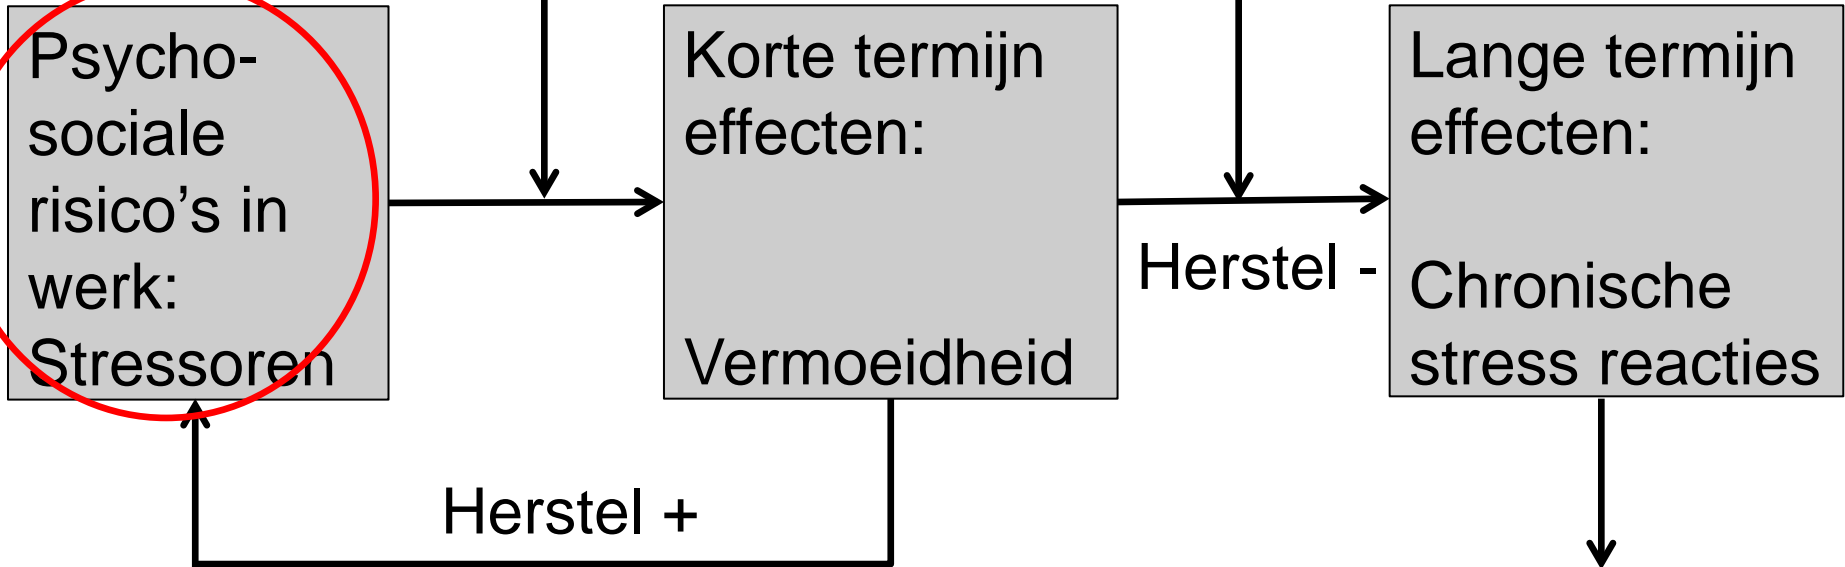 Psycho-
sociale
risico's in
werk:
Stressoren
Korte termijn
effecten:
Vermoeidheid
Herstel -
Lange termijn
effecten:
Chronische
stress reacties
Herstel +